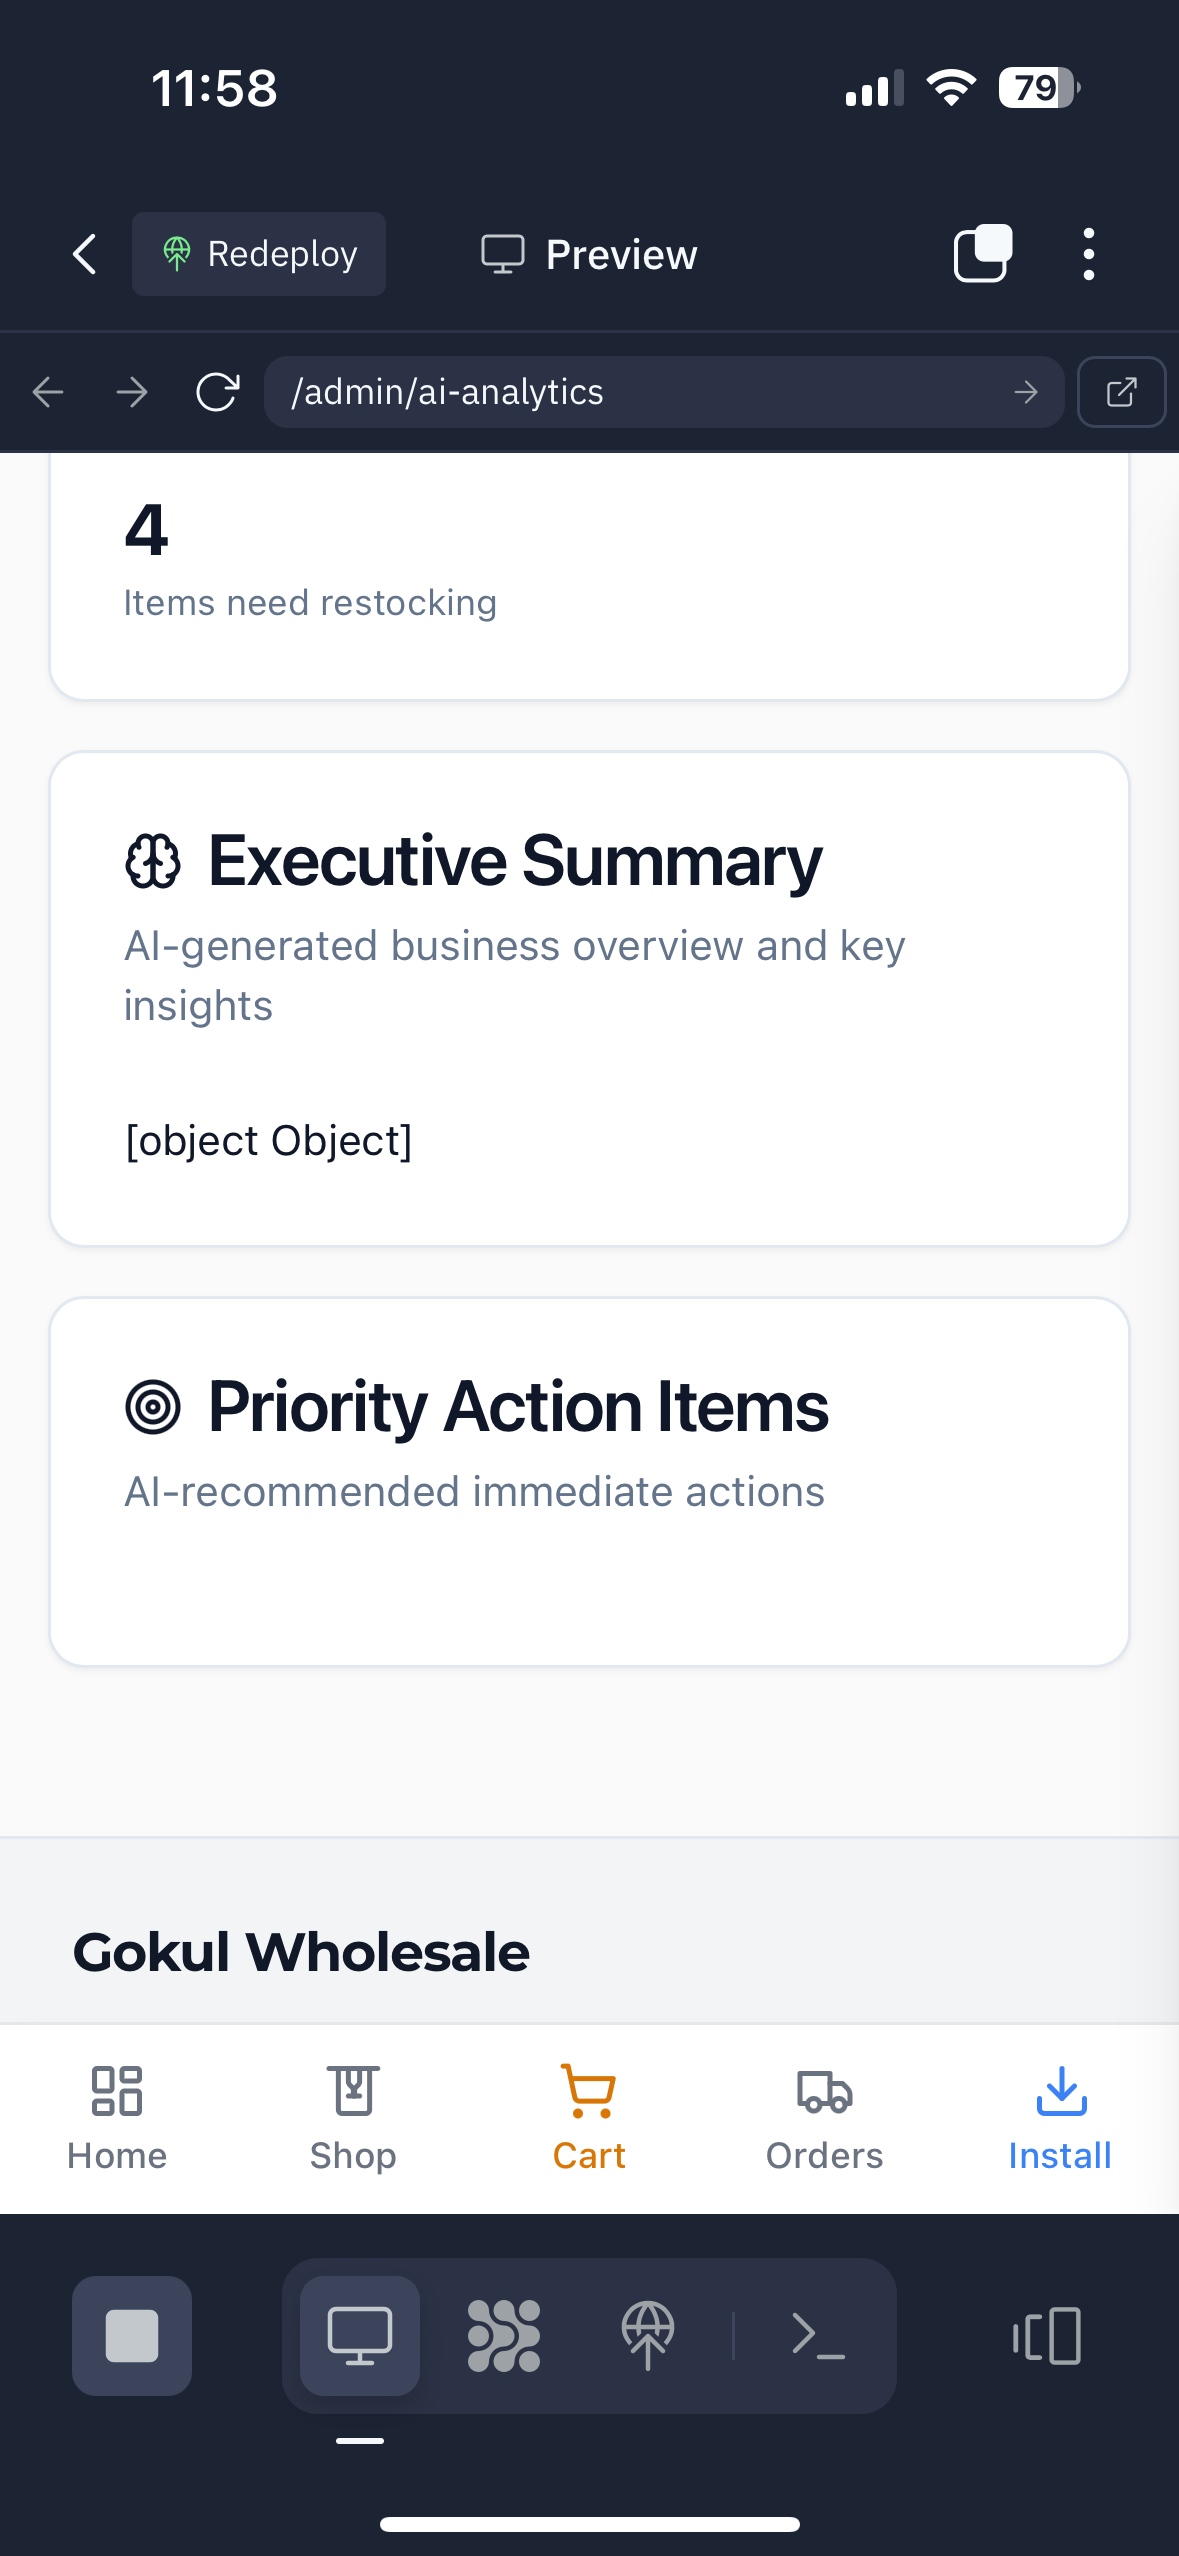 11:58
79
Redeploy
Preview
/admin/ai-analytics
4
Items need restocking
Executive Summary
AI-generated business overview and key
insights
[object Object]
Priority Action Items
AI-recommended immediate actions
Gokul Wholesale
Home
Shop
Cart
Orders
Install